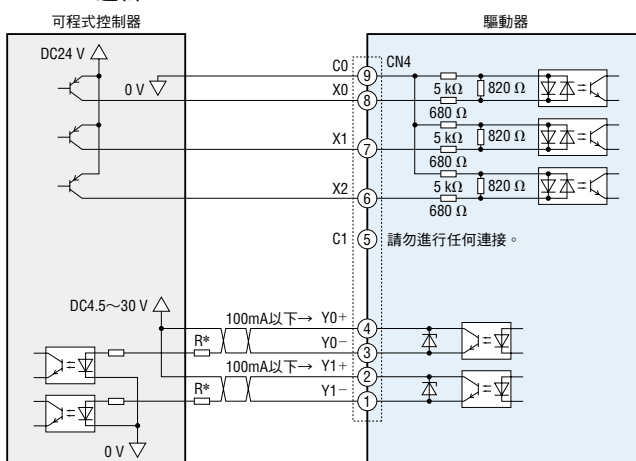 可程式控制器
驅動器
DC24 V
0 V
C0
CN4
9
5 kΩ
820 Ω
X0
8
680 Ω
X1
7
5 kΩ
820 Ω
680 Ω
X2
6
5 kΩ
820 Ω
680 Ω
C1
5
請勿進行任何連接。
DC4.5～30 V
100mA以下→ Y0+
4
R*
Y0−
3
100mA以下→ Y1+
2
R*
Y1−
1
0 V